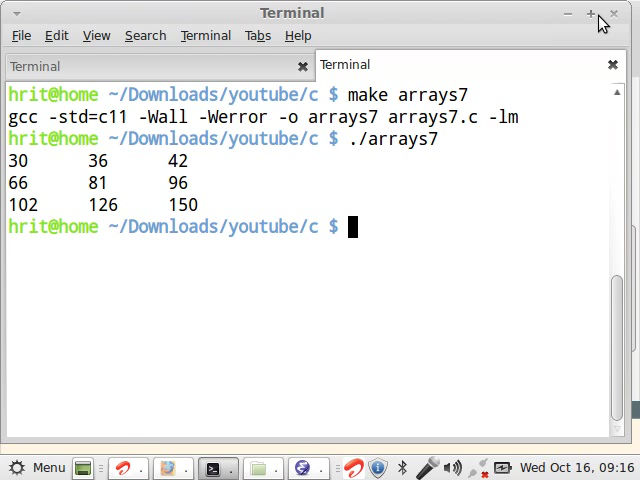 Terminal
File Edit View Search Terminal Tabs Help
Terminal Terminal
hrit@home ~/Downloads/youtube/c $ make arrays7
gcc -std=c11 -Wall -Werror -o arrays7 arrays7.c -lm
hrit@home ~/Downloads/youtube/c $ ./arrays7
30 36 42
66 81 96
102 126 150
hrit@home ~/Downloads/youtube/c $
Menu . . . . . Wed Oct 16, 09:16